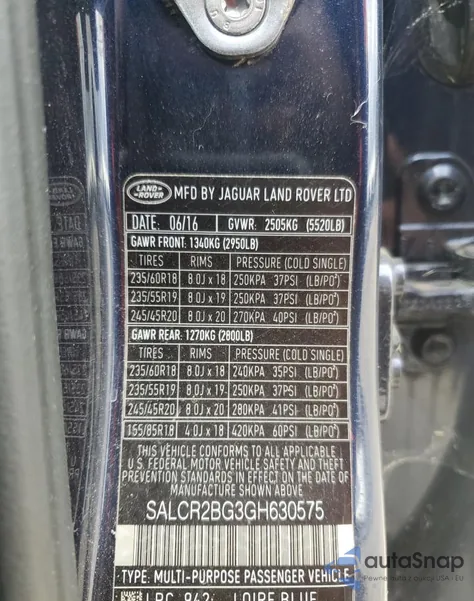 LAND ROVER MFD BY JAGUAR LAND ROVER LTD
DATE: 06/16 GVWR: 2505KG (5520LB)
GAWR FRONT: 1340KG (2950LB)
TIRES RIMS PRESSURE (COLD SINGLE)
235/60R18 8.0J x 18 250KPA 37PSI (LB/PO²)
235/55R19 8.0J x 19 250KPA 37PSI (LB/PO²)
245/45R20 8.0J x 20 270KPA 40PSI (LB/PO²)
GAWR REAR: 1270KG (2800LB)
TIRES RIMS PRESSURE (COLD SINGLE)
235/60R18 8.0J x 18 240KPA 35PSI (LB/PO²)
235/55R19 8.0J x 19 250KPA 37PSI (LB/PO²)
245/45R20 8.0J x 20 280KPA 41PSI (LB/PO²)
155/85R18 4.0J x 18 420KPA 60PSI (LB/PO²)
THIS VEHICLE CONFORMS TO ALL APPLICABLE
U.S. FEDERAL MOTOR VEHICLE SAFETY AND THEFT
PREVENTION STANDARDS IN EFFECT ON THE DATE
OF MANUFACTURE SHOWN ABOVE.
SALCR2BG3GH630575
TYPE: MULTI-PURPOSE PASSENGER VEHICLE
LRC 942 LOIRE BLUE
autaSnap
Pewne auta z USA i EU